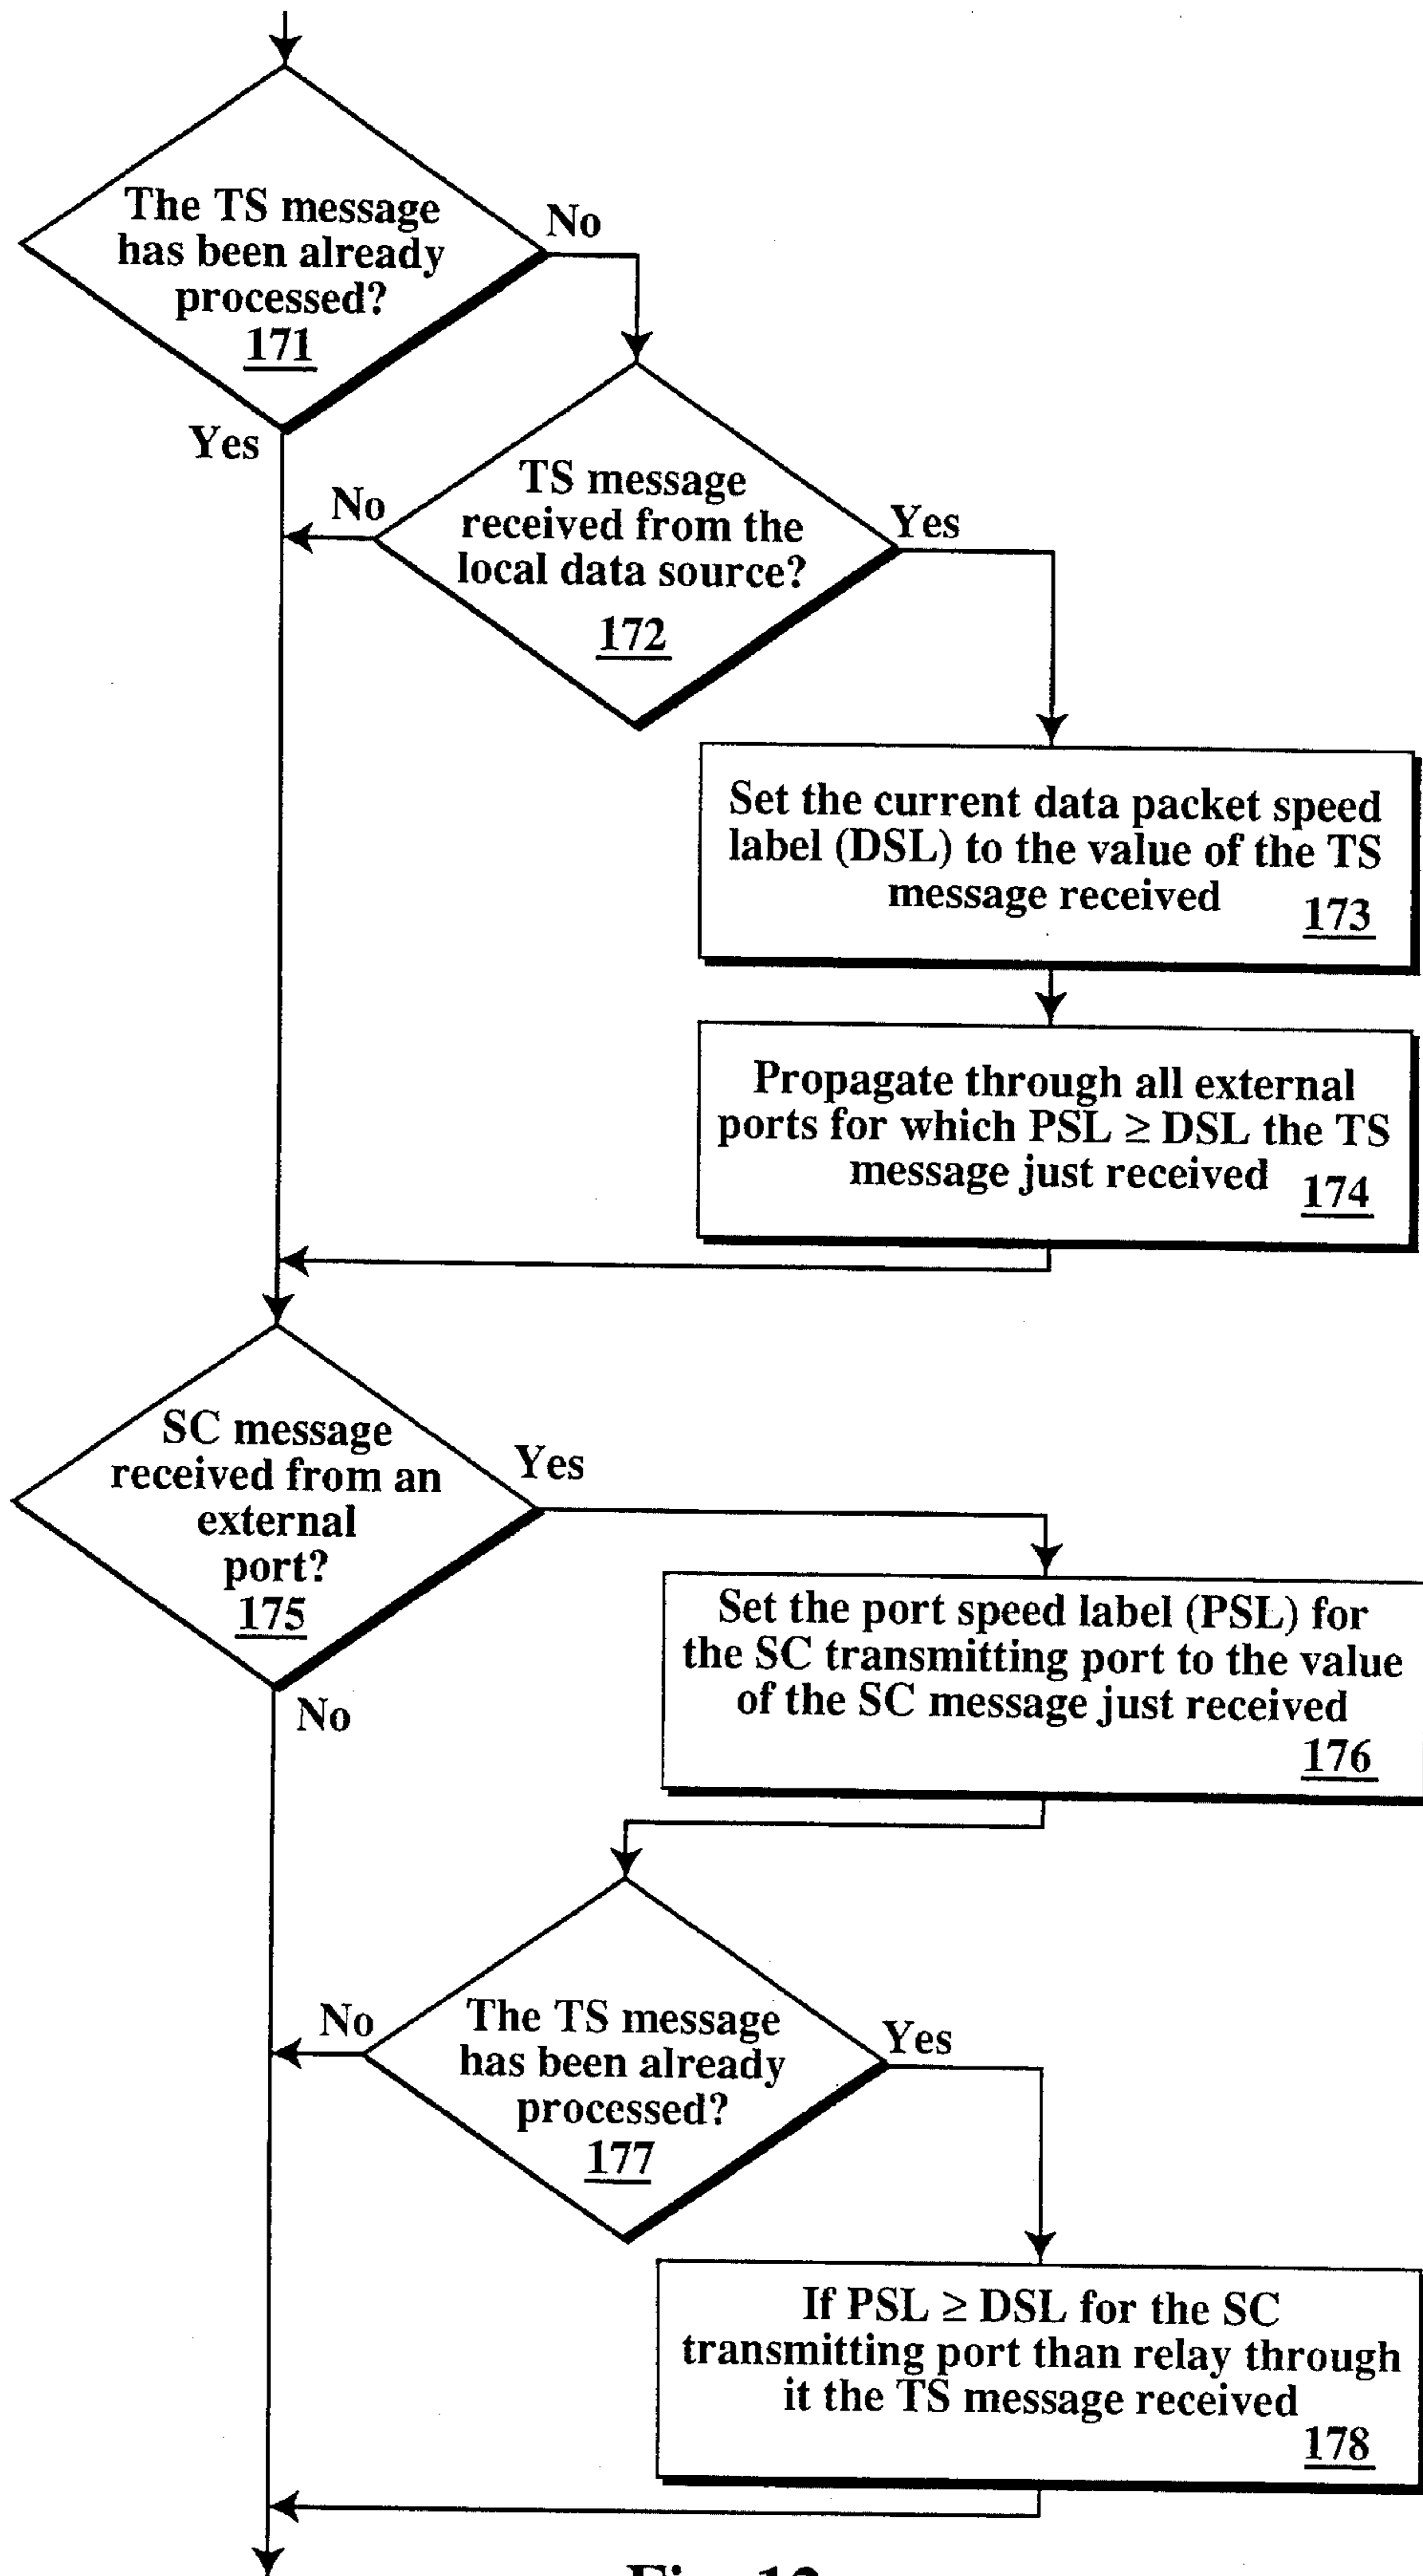 The TS message
has been already
processed?
171
No
Yes
TS message
received from the
local data source?
172
No
Yes
Set the current data packet speed
label (DSL) to the value of the TS
message received 173
Propagate through all external
ports for which PSL ≥ DSL the TS
message just received 174
SC message
received from an
external
port?
175
Yes
No
Set the port speed label (PSL) for
the SC transmitting port to the value
of the SC message just received
176
The TS message
has been already
processed?
177
No
Yes
If PSL ≥ DSL for the SC
transmitting port than relay through
it the TS message received
178